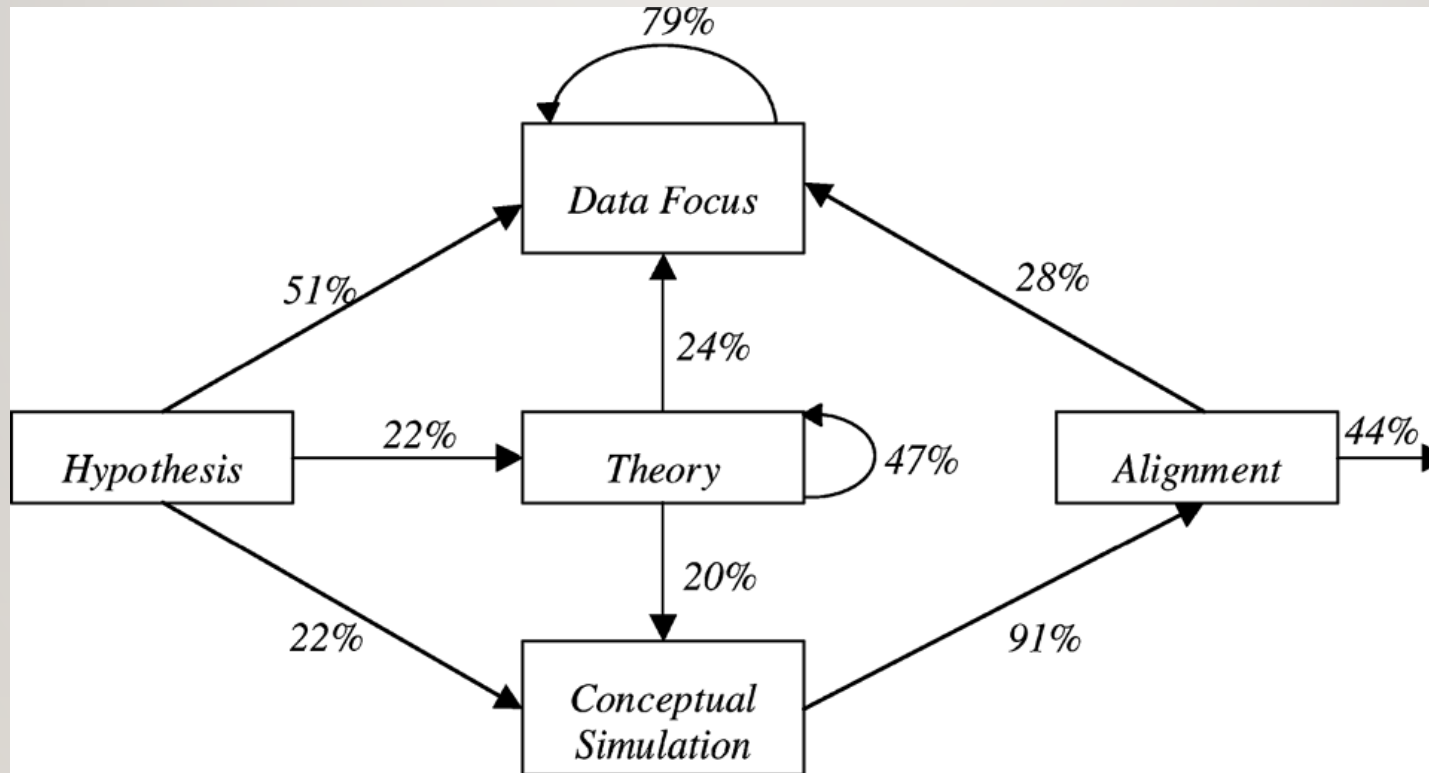 79%
Data Focus
51%
28%
24%
22%
44%
Hypothesis
Theory
47%
Alignment
20%
22%
91%
Conceptual
Simulation